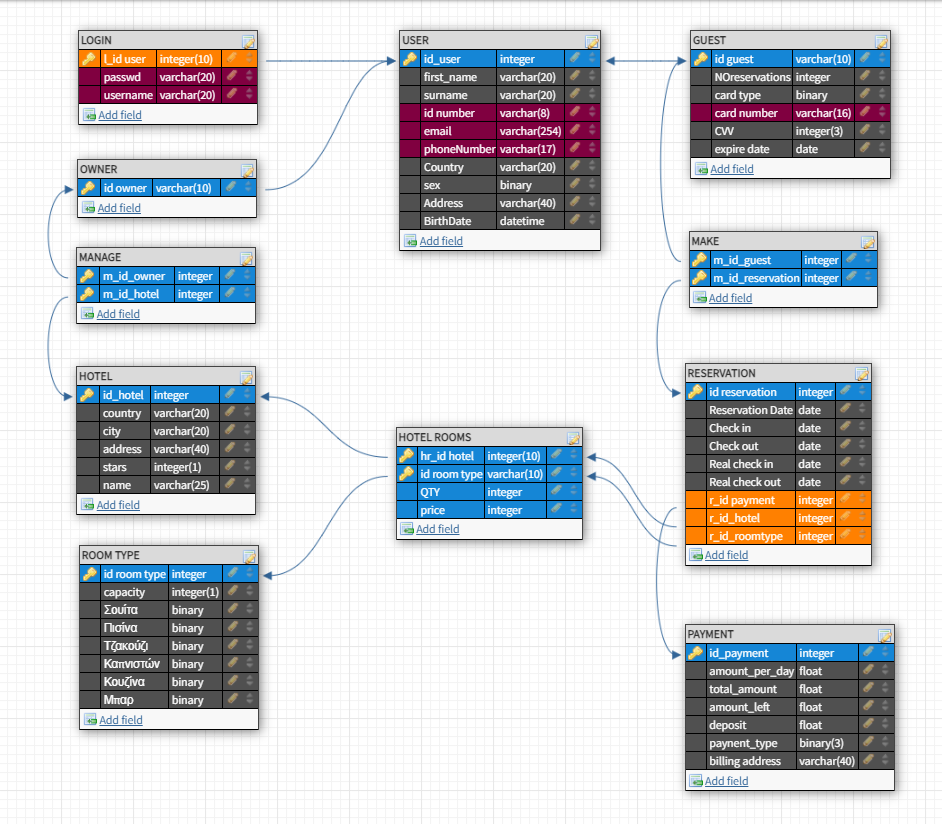 LOGIN
l_id user integer(10)
passwd varchar(20)
username varchar(20)
Add field
OWNER
id owner varchar(10)
Add field
MANAGE
m_id_owner integer
m_id_hotel integer
Add field
HOTEL
id_hotel integer
country varchar(20)
city varchar(20)
address varchar(40)
stars integer(1)
name varchar(25)
Add field
ROOM TYPE
id room type integer
capacity integer(1)
Σουίτα binary
Πισίνα binary
Τζακούζι binary
Καπνιστών binary
Κουζίνα binary
Μπαρ binary
Add field
USER
id_user integer
first_name varchar(20)
surname varchar(20)
id number varchar(8)
email varchar(254)
phoneNumber varchar(17)
Country varchar(20)
sex binary
Address varchar(40)
BirthDate datetime
Add field
HOTEL ROOMS
hr_id hotel integer(10)
id room type varchar(10)
QTY integer
price integer
Add field
GUEST
id guest varchar(10)
NOreservations integer
card type binary
card number varchar(16)
CVV integer(3)
expire date date
Add field
MAKE
m_id_guest integer
m_id_reservation integer
Add field
RESERVATION
id reservation integer
Reservation Date date
Check in date
Check out date
Real check in date
Real check out date
r_id payment integer
r_id_hotel integer
r_id_roomtype integer
Add field
PAYMENT
id_payment integer
amount_per_day float
total_amount float
amount_left float
deposit float
paynent_type binary(3)
billing address varchar(40)
Add field